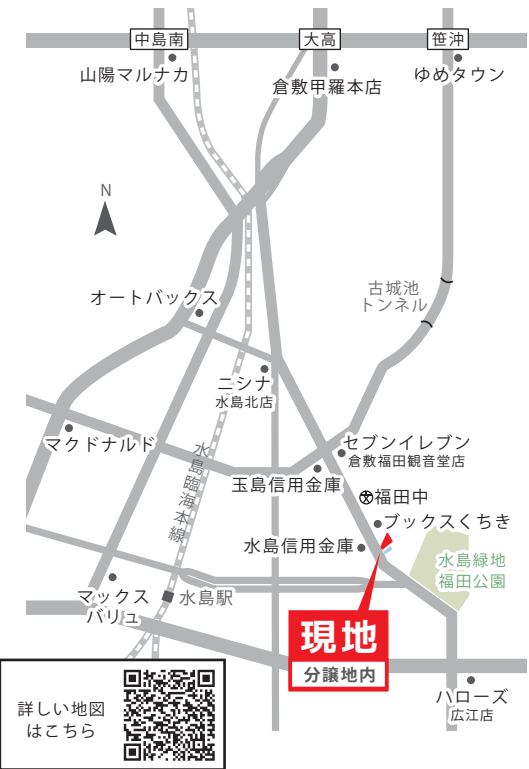 中島南
大高
笹沖
山陽マルナカ
倉敷甲羅本店
ゆめタウン
N
古城池
トンネル
オートバックス
ニシナ
水島北店
マクドナルド
セブンイレブン
倉敷福田観音堂店
水島臨海本線
玉島信用金庫
福田中
ブックスくちき
水島信用金庫
水島緑地
福田公園
マックス
バリュ
水島駅
現地
分譲地内
ハローズ
広江店
詳しい地図
はこちら